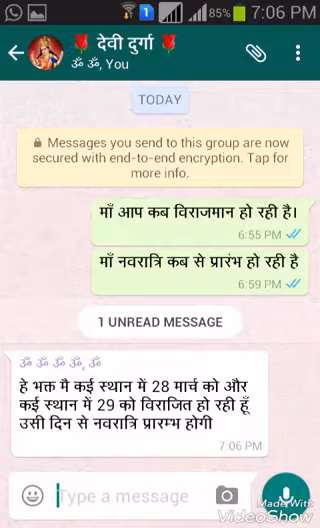 85% 7:06 PM
🌹 देवी दुर्गा 🌹
ॐ ॐ, You
TODAY
Messages you send to this group are now
secured with end-to-end encryption. Tap for
more info.
माँ आप कब विराजमान हो रही है।
6:55 PM
माँ नवरात्रि कब से प्रारंभ हो रही है
6:59 PM
1 UNREAD MESSAGE
ॐ ॐ ॐ ॐ, ॐ
हे भक्त मै कई स्थान में 28 मार्च को और
कई स्थान में 29 को विराजित हो रही हूँ
उसी दिन से नवरात्रि प्रारम्भ होगी
7:06 PM
Type a message
Made With
VideoShow